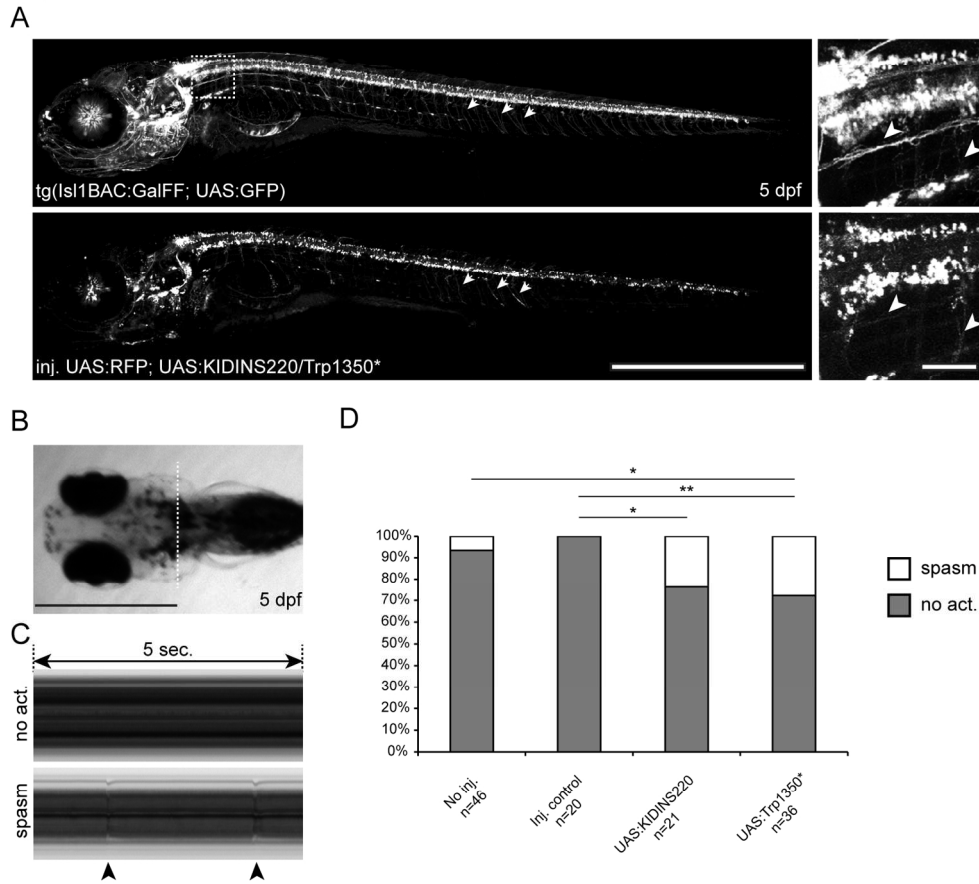 A
tg(Isl1BAC:GalFF; UAS:GFP)
5 dpf
inj. UAS:RFP; UAS:KIDINS220/Trp1350*
B
5 dpf
C
5 sec.
no act.
spasm
D
*
**
*
100%
90%
80%
70%
60%
50%
40%
30%
20%
10%
0%
No inj.
n=46
Inj. control
n=20
UAS:KIDINS220
n=21
UAS:Trp1350*
n=36
spasm
no act.